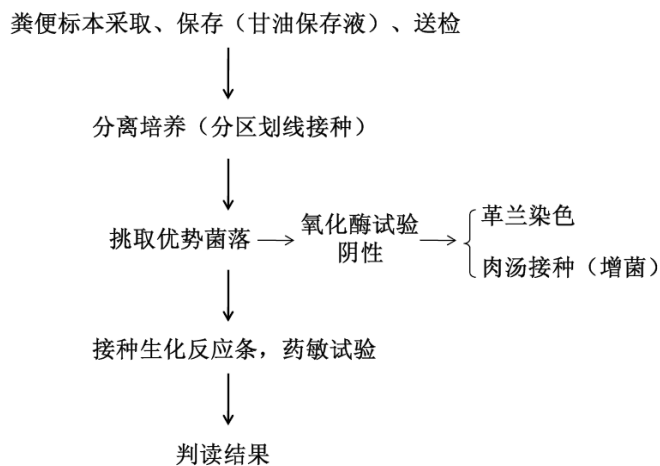 粪便标本采取、保存（甘油保存液）、送检
分离培养（分区划线接种）
挑取优势菌落
氧化酶试验
阴性
革兰染色
肉汤接种（增菌）
接种生化反应条，药敏试验
判读结果